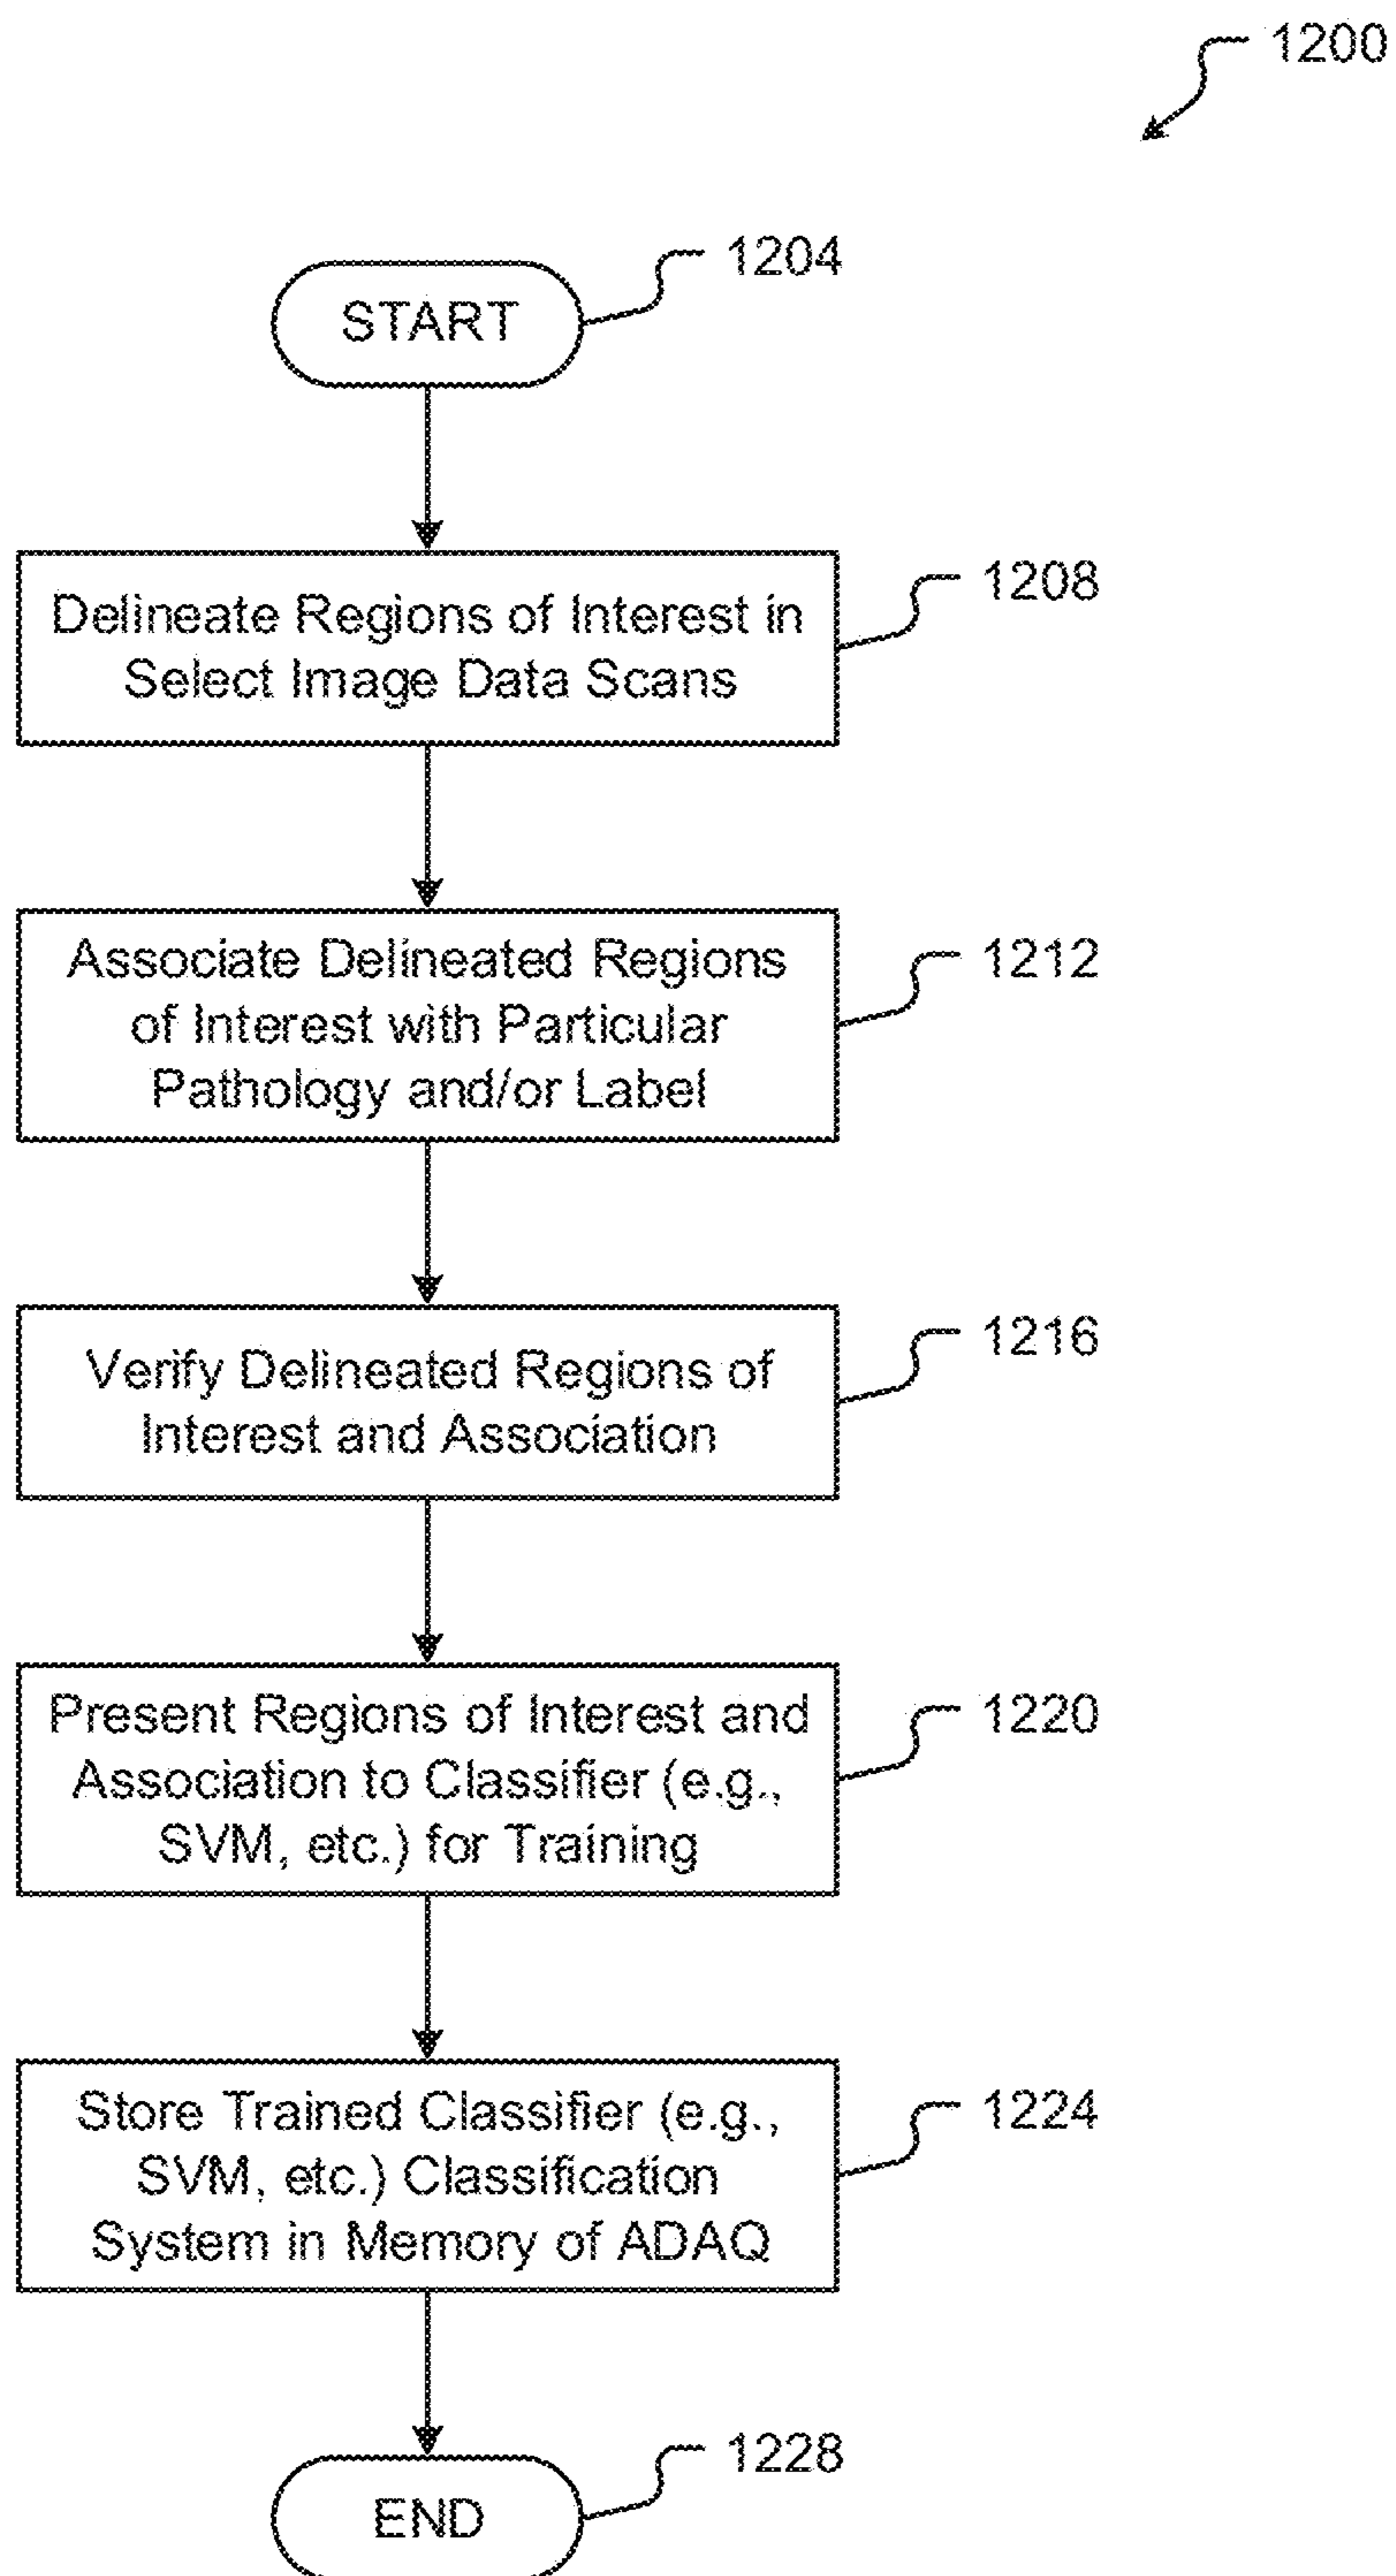 1200
1204
START
1208
Delineate Regions of Interest in
Select Image Data Scans
1212
Associate Delineated Regions
of Interest with Particular
Pathology and/or Label
1216
Verify Delineated Regions of
Interest and Association
1220
Present Regions of Interest and
Association to Classifier (e.g.,
SVM, etc.) for Training
1224
Store Trained Classifier (e.g.,
SVM, etc.) Classification
System in Memory of ADAQ
1228
END